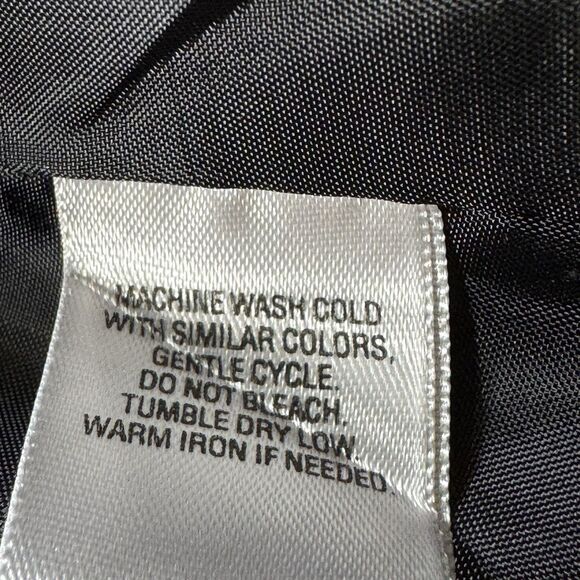 MACHINE WASH COLD
WITH SIMILAR COLORS,
GENTLE CYCLE.
DO NOT BLEACH.
TUMBLE DRY LOW.
WARM IRON IF NEEDED.